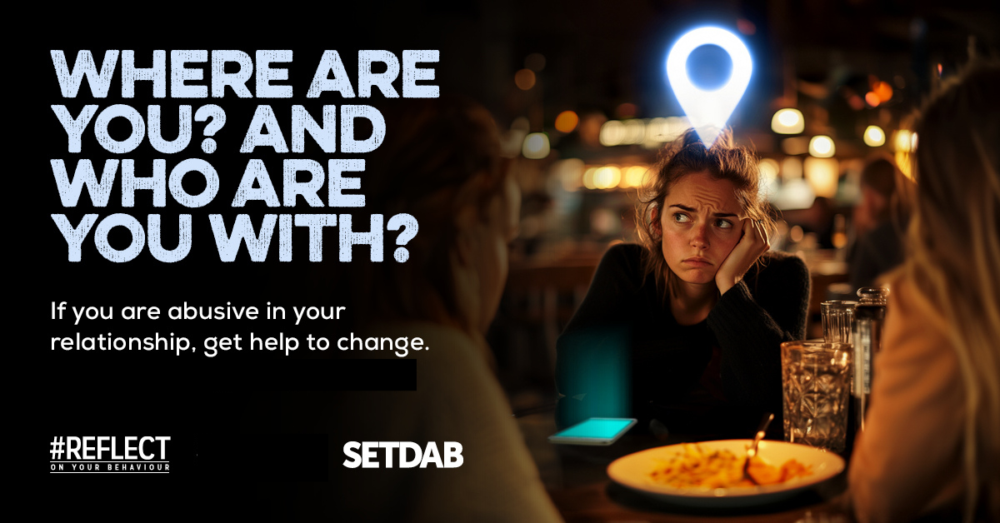 WHERE ARE
YOU? AND
WHO ARE
YOU WITH?
If you are abusive in your
relationship, get help to change.
#REFLECT
ON YOUR BEHAVIOUR
SETDAB